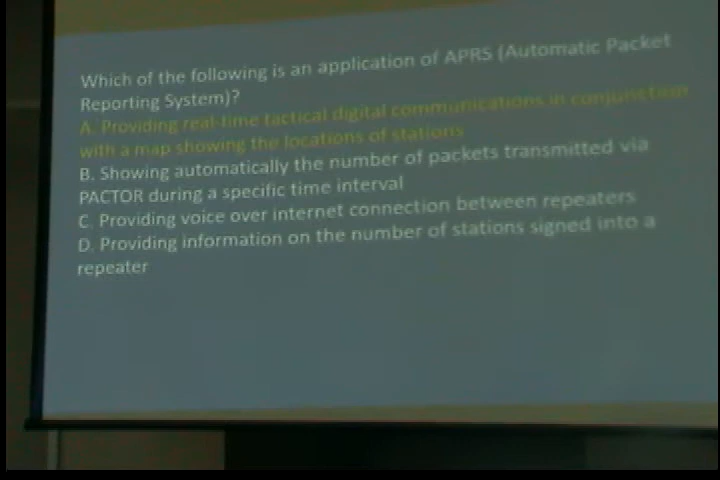 Which of the following is an application of APRS (Automatic Packet
Reporting System)?
A. Providing real-time tactical digital communications in conjunction
with a map showing the locations of stations
B. Showing automatically the number of packets transmitted via
PACTOR during a specific time interval
C. Providing voice over internet connection between repeaters
D. Providing information on the number of stations signed into a
repeater